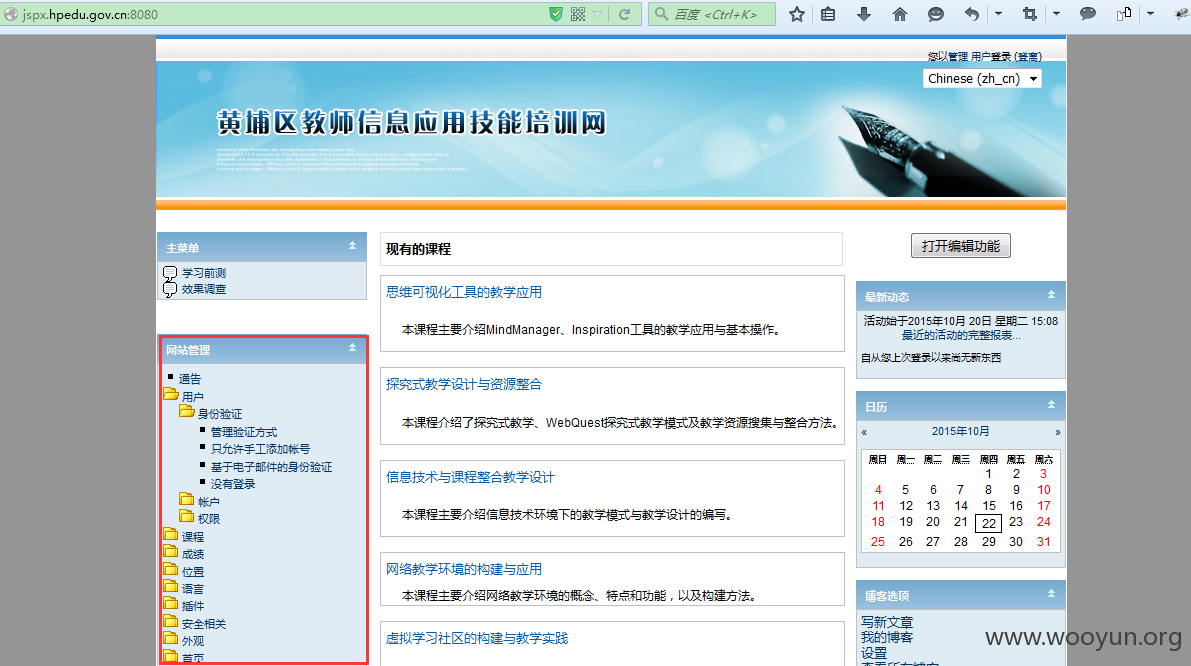 jspx.hpedu.gov.cn:8080
百度 <Ctrl+K>
您以管理 用户登录 (登离)
Chinese (zh_cn)
黄埔区教师信息应用技能培训网
主菜单
学习前测
效果调查
网站管理
通告
用户
身份验证
管理验证方式
只允许手工添加帐号
基于电子邮件的身份验证
没有登录
帐户
权限
课程
成绩
位置
语言
插件
安全相关
外观
首页
现有的课程
思维可视化工具的教学应用
本课程主要介绍MindManager、Inspiration工具的教学应用与基本操作。
探究式教学设计与资源整合
本课程介绍了探究式教学、WebQuest探究式教学模式及教学资源搜集与整合方法。
信息技术与课程整合教学设计
本课程主要介绍信息技术环境下的教学模式与教学设计的编写。
网络教学环境的构建与应用
本课程主要介绍网络教学环境的概念、特点和功能，以及构建方法。
虚拟学习社区的构建与教学实践
打开编辑功能
最新动态
活动始于2015年10月 20日 星期二 15:08
最近的活动的完整报表...
自从您上次登录以来尚无新东西
日历
« 2015年10月 »
周日 周一 周二 周三 周四 周五 周六
1 2 3
4 5 6 7 8 9 10
11 12 13 14 15 16 17
18 19 20 21 22 23 24
25 26 27 28 29 30 31
博客选项
写新文章
我的博客
设置
www.wooyun.org